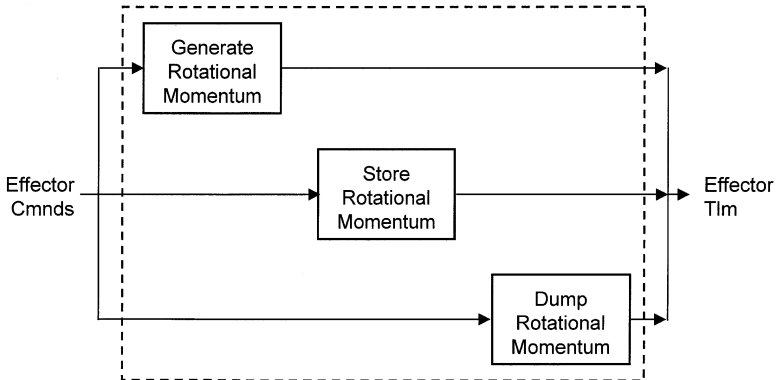 Generate
Rotational
Momentum
Store
Rotational
Momentum
Effector
Cmnds
Effector
Tlm
Dump
Rotational
Momentum